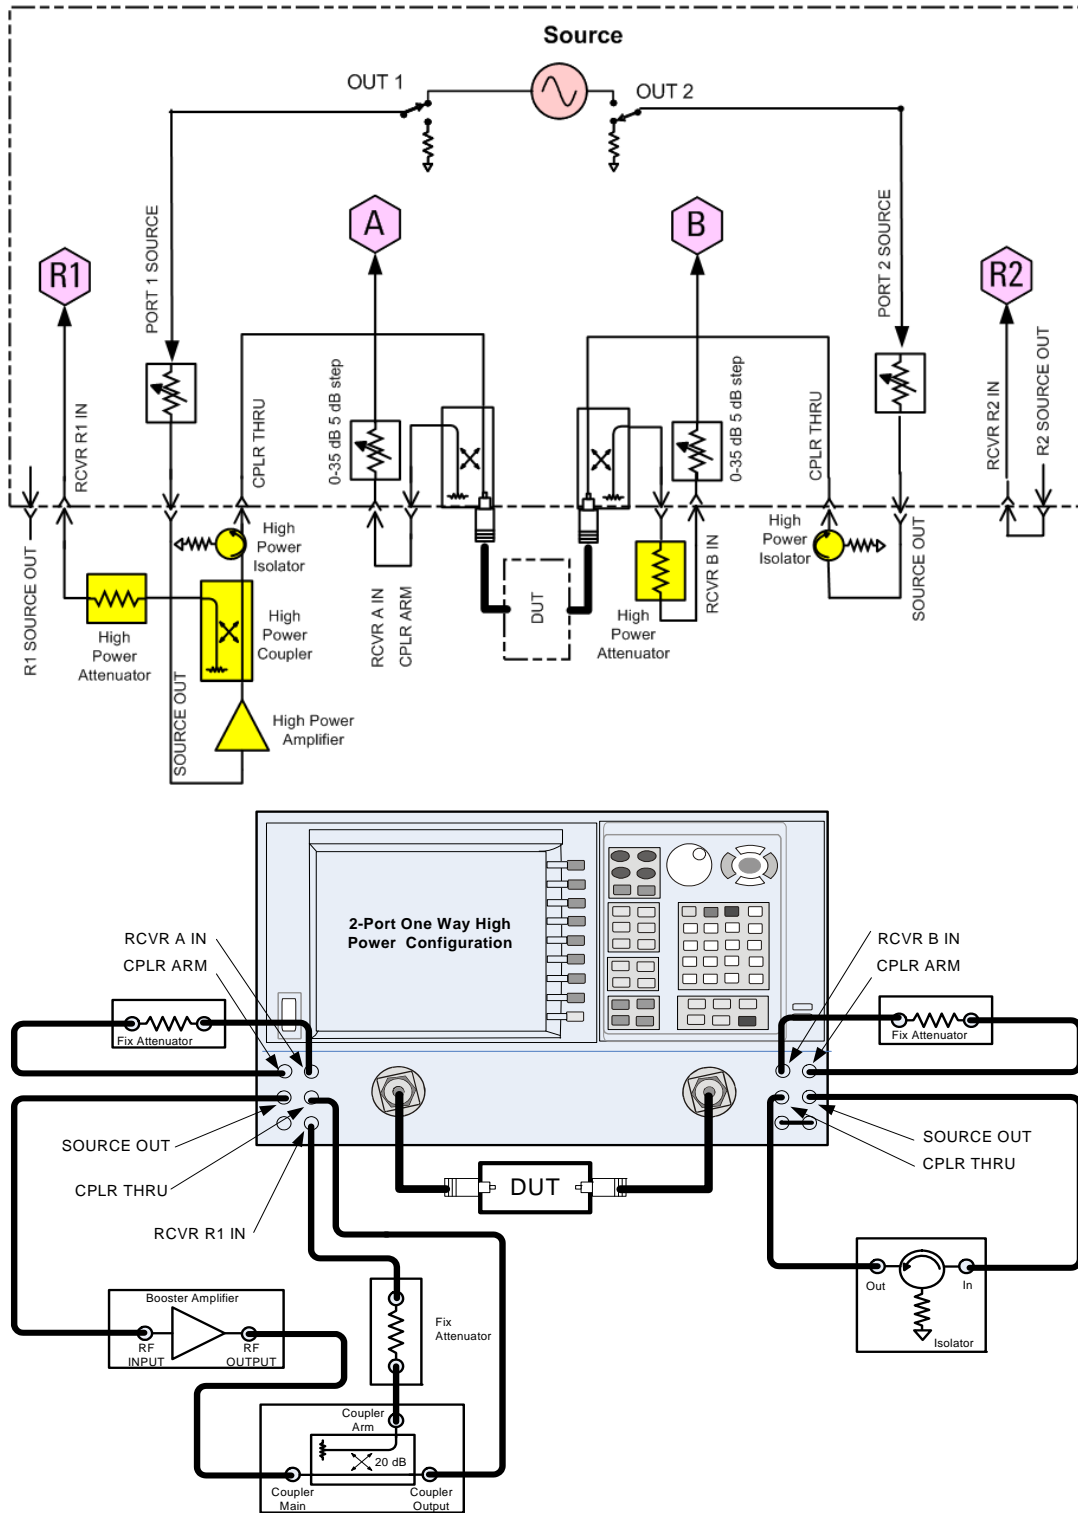 Source
OUT 1
OUT 2
A
B
R1
R2
PORT 1 SOURCE
PORT 2 SOURCE
RCVR R1 IN
CPLR THRU
0-35 dB 5 dB step
0-35 dB 5 dB step
CPLR THRU
RCVR R2 IN
R2 SOURCE OUT
R1 SOURCE OUT
High
Power
Isolator
High
Power
Attenuator
High
Power
Coupler
SOURCE OUT
High Power
Amplifier
RCVR A IN
CPLR ARM
DUT
High
Power
Attenuator
RCVR B IN
High
Power
Isolator
SOURCE OUT
2-Port One Way High
Power Configuration
RCVR A IN
CPLR ARM
RCVR B IN
CPLR ARM
Fix Attenuator
Fix Attenuator
SOURCE OUT
CPLR THRU
RCVR R1 IN
SOURCE OUT
CPLR THRU
DUT
Out
In
Isolator
Booster Amplifier
RF
INPUT
RF
OUTPUT
Fix
Attenuator
Coupler
Arm
20 dB
Coupler
Main
Coupler
Output